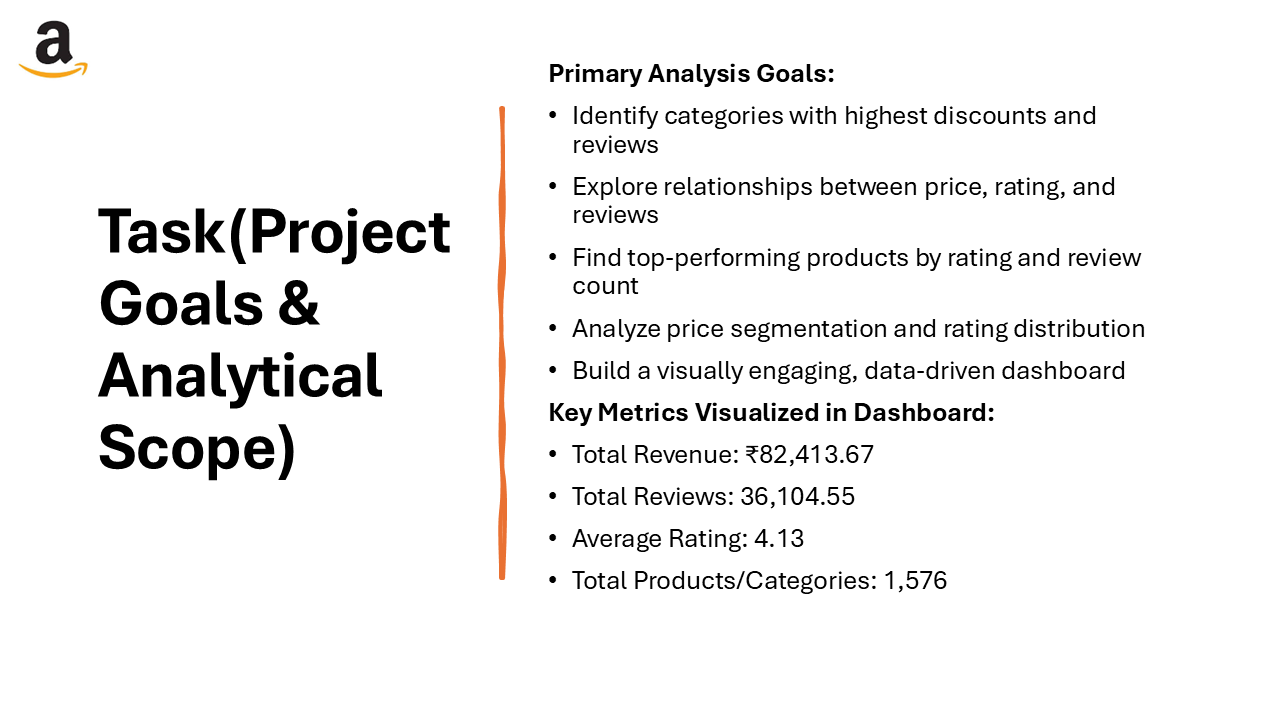 a
Task(Project
Goals &
Analytical
Scope)
Primary Analysis Goals:
• Identify categories with highest discounts and
reviews
• Explore relationships between price, rating, and
reviews
• Find top-performing products by rating and review
count
• Analyze price segmentation and rating distribution
• Build a visually engaging, data-driven dashboard
Key Metrics Visualized in Dashboard:
• Total Revenue: ₹82,413.67
• Total Reviews: 36,104.55
• Average Rating: 4.13
• Total Products/Categories: 1,576